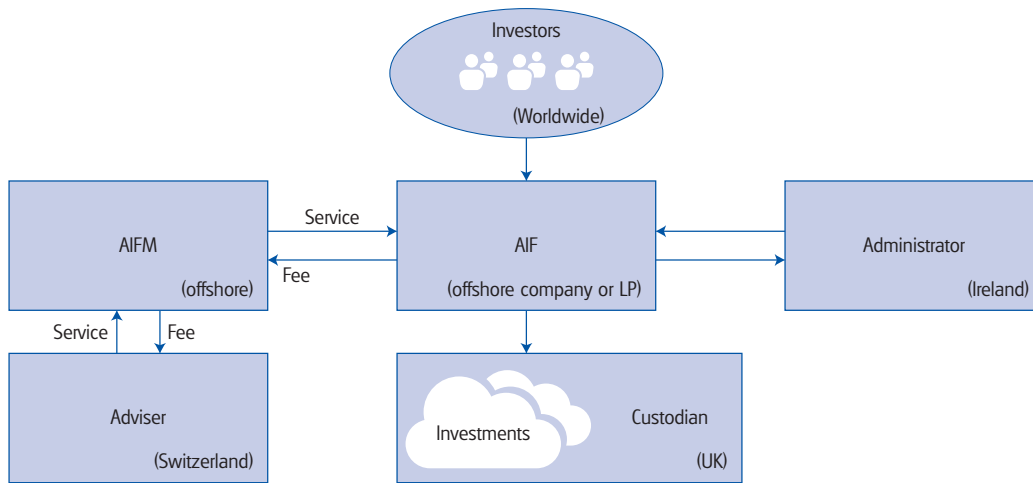 Investors
(Worldwide)
Service
Fee
AIFM
(offshore)
AIF
(offshore company or LP)
Administrator
(Ireland)
Service
Fee
Adviser
(Switzerland)
Investments
Custodian
(UK)